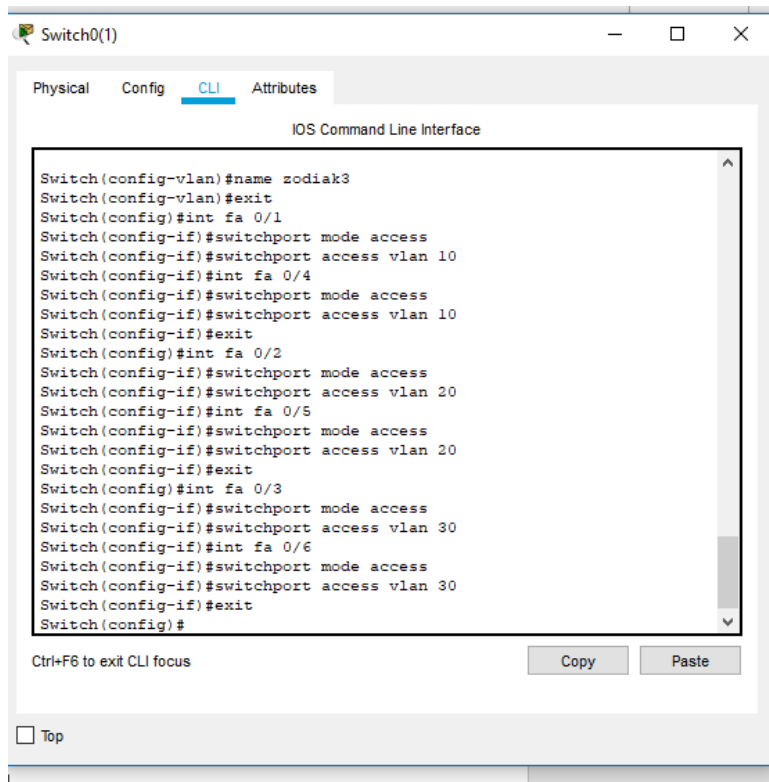 Switch0(1)
Physical Config CLI Attributes
IOS Command Line Interface
Switch(config-vlan)#name zodiak3
Switch(config-vlan)#exit
Switch(config)#int fa 0/1
Switch(config-if)#switchport mode access
Switch(config-if)#switchport access vlan 10
Switch(config-if)#int fa 0/4
Switch(config-if)#switchport mode access
Switch(config-if)#switchport access vlan 10
Switch(config-if)#exit
Switch(config)#int fa 0/2
Switch(config-if)#switchport mode access
Switch(config-if)#switchport access vlan 20
Switch(config-if)#int fa 0/5
Switch(config-if)#switchport mode access
Switch(config-if)#switchport access vlan 20
Switch(config-if)#exit
Switch(config)#int fa 0/3
Switch(config-if)#switchport mode access
Switch(config-if)#switchport access vlan 30
Switch(config-if)#int fa 0/6
Switch(config-if)#switchport mode access
Switch(config-if)#switchport access vlan 30
Switch(config-if)#exit
Switch(config)#
Ctrl+F6 to exit CLI focus Copy Paste
Top